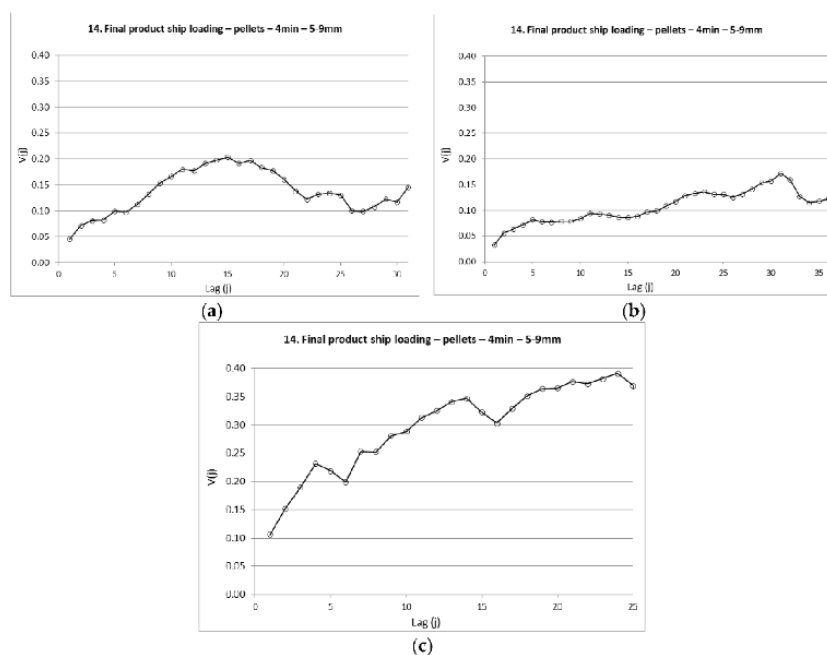 14. Final product ship loading – pellets – 4min – 5-9mm
0.40
0.35
0.30
0.25
0.20
0.15
0.10
0.05
0.00
V(j)
0 5 10 15 20 25 30
Lag (j)
(a)
14. Final product ship loading – pellets – 4min – 5-9mm
0.40
0.35
0.30
0.25
0.20
0.15
0.10
0.05
0.00
V(j)
0 5 10 15 20 25 30 35
Lag (j)
(b)
14. Final product ship loading – pellets – 4min – 5-9mm
0.40
0.35
0.30
0.25
0.20
0.15
0.10
0.05
0.00
V(j)
0 5 10 15 20 25
Lag (j)
(c)